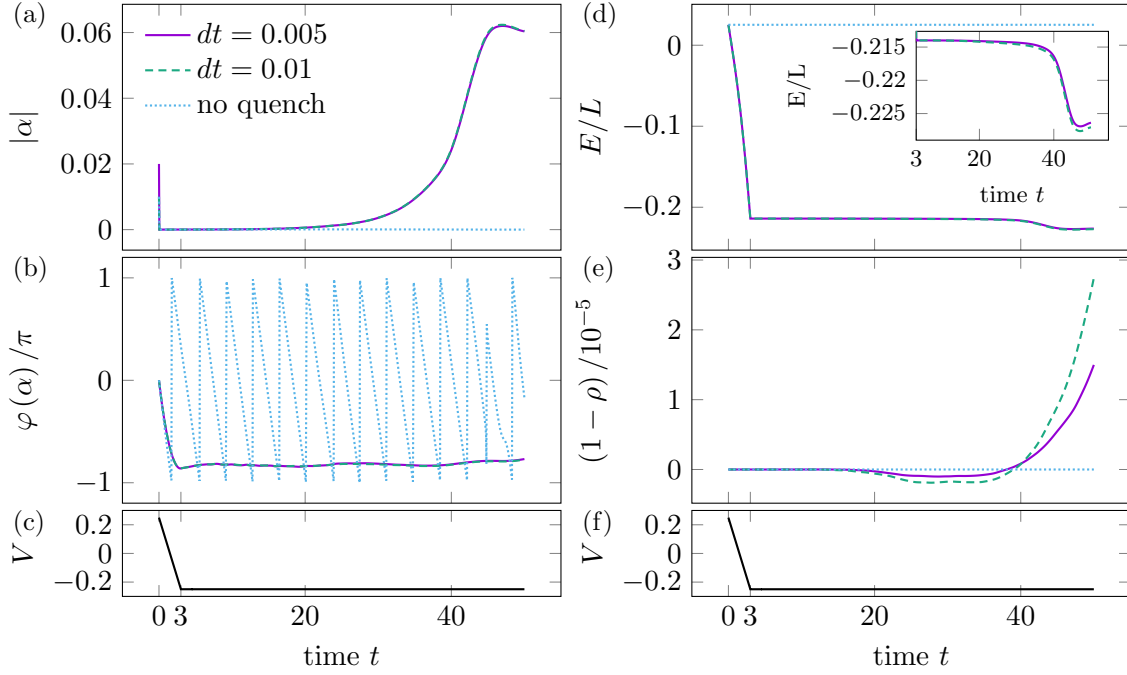 (a)
|α|
0.06
0.04
0.02
0
dt = 0.005
dt = 0.01
no quench
(b)
φ(α)/π
1
0
−1
(c)
V
0.2
0
−0.2
0 3 20 40
time t
(d)
E/L
0
−0.1
−0.2
E/L
−0.215
−0.22
−0.225
3 20 40
time t
(e)
(1 − ρ)/10⁻⁵
3
2
1
0
(f)
V
0.2
0
−0.2
0 3 20 40
time t